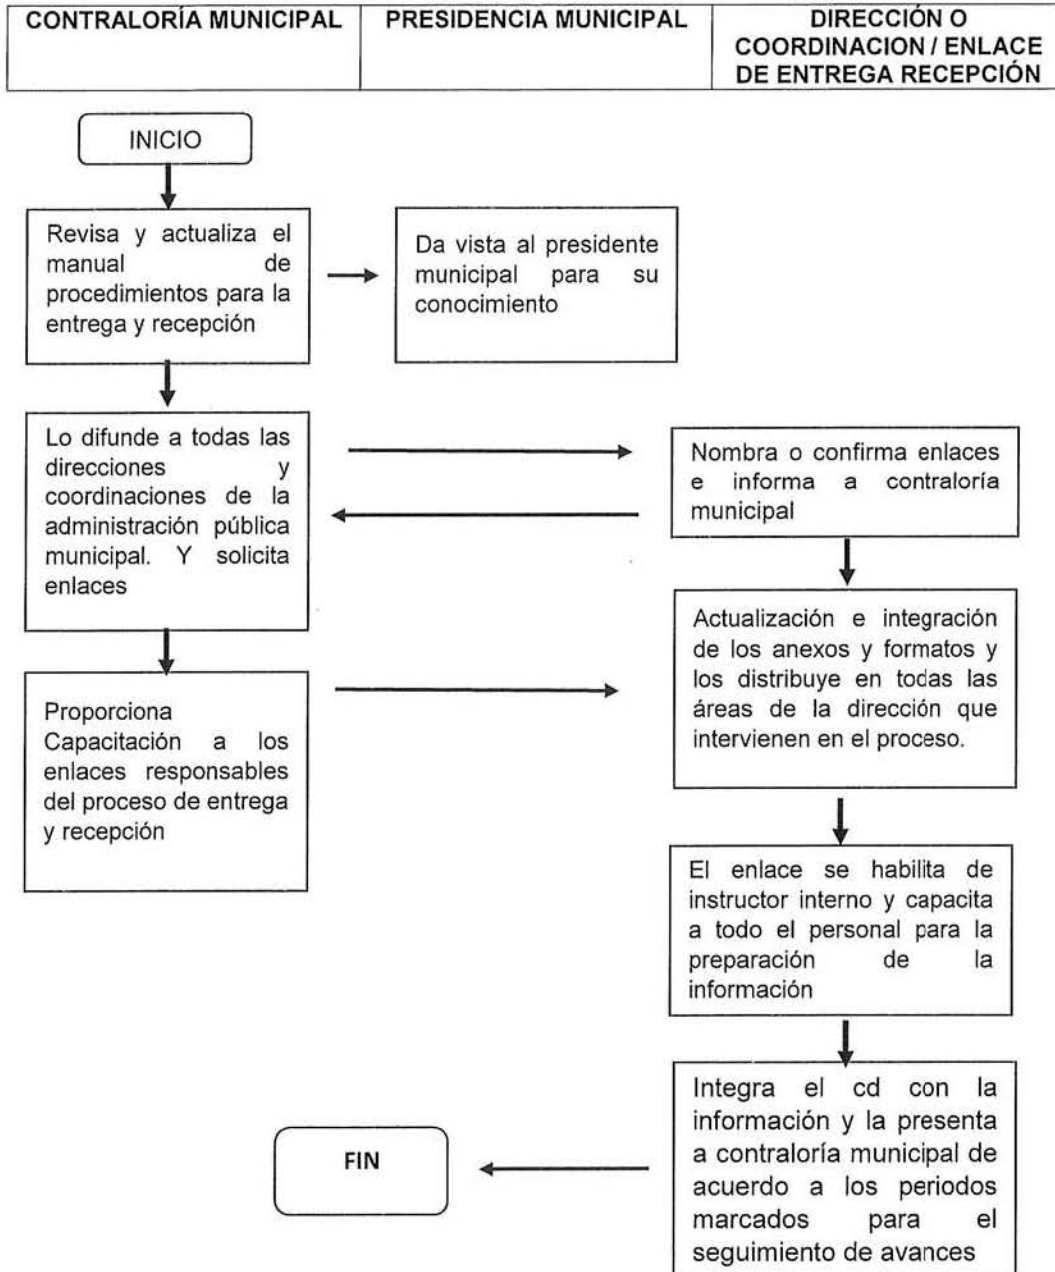 CONTRALORÍA MUNICIPAL
PRESIDENCIA MUNICIPAL
DIRECCIÓN O
COORDINACION / ENLACE
DE ENTREGA RECEPCIÓN
INICIO
Revisa y actualiza el
manual de
procedimientos para la
entrega y recepción
Da vista al presidente
municipal para su
conocimiento
Lo difunde a todas las
direcciones y
coordinaciones de la
administración pública
municipal. Y solicita
enlaces
Nombra o confirma enlaces
e informa a contraloría
municipal
Actualización e integración
de los anexos y formatos y
los distribuye en todas las
áreas de la dirección que
intervienen en el proceso.
Proporciona
Capacitación a los
enlaces responsables
del proceso de entrega
y recepción
El enlace se habilita de
instructor interno y capacita
a todo el personal para la
preparación de la
información
Integra el cd con la
información y la presenta
a contraloría municipal de
acuerdo a los periodos
marcados para el
seguimiento de avances
FIN